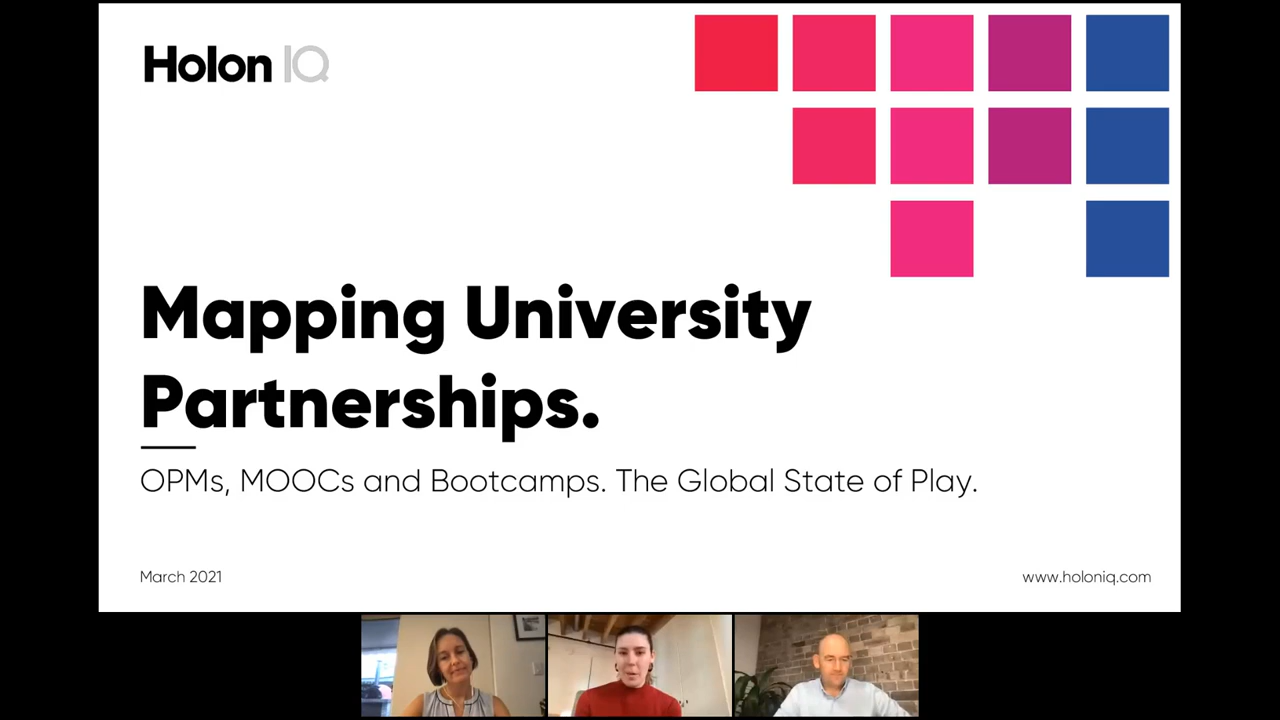 Holon IQ
Mapping University
Partnerships.
OPMs, MOOCs and Bootcamps. The Global State of Play.
March 2021
www.holoniq.com